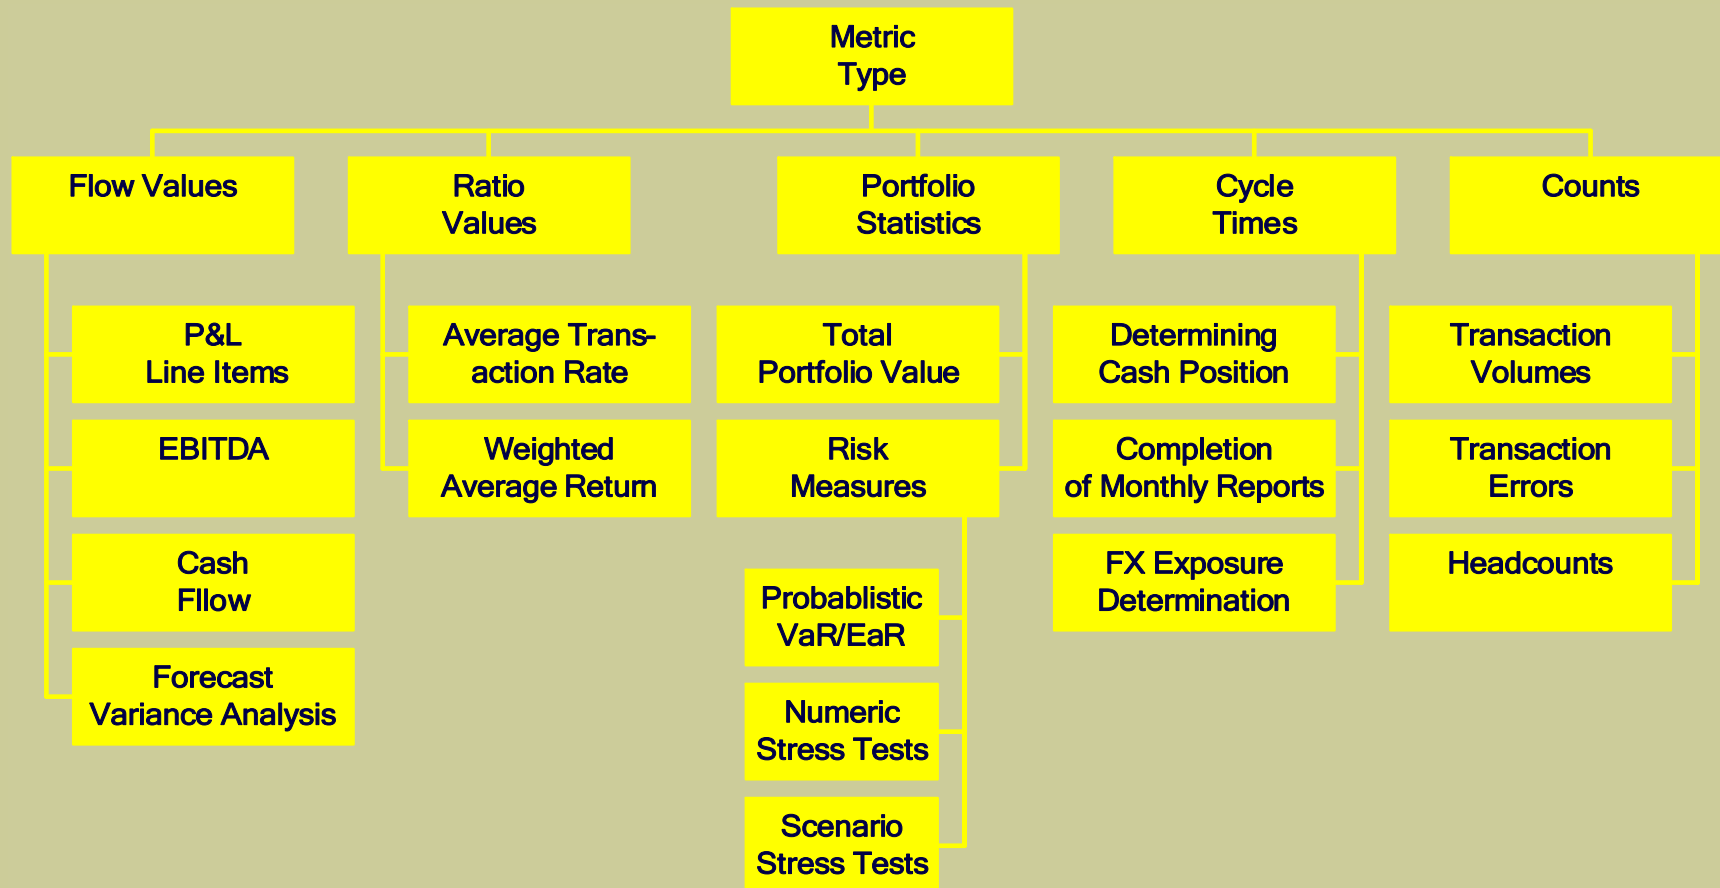 Metric
Type
Flow Values
Ratio
Values
Portfolio
Statistics
Cycle
Times
Counts
P&L
Line Items
EBITDA
Cash
Fllow
Forecast
Variance Analysis
Average Trans-
action Rate
Weighted
Average Return
Total
Portfolio Value
Risk
Measures
Probablistic
VaR/EaR
Numeric
Stress Tests
Scenario
Stress Tests
Determining
Cash Position
Completion
of Monthly Reports
FX Exposure
Determination
Transaction
Volumes
Transaction
Errors
Headcounts